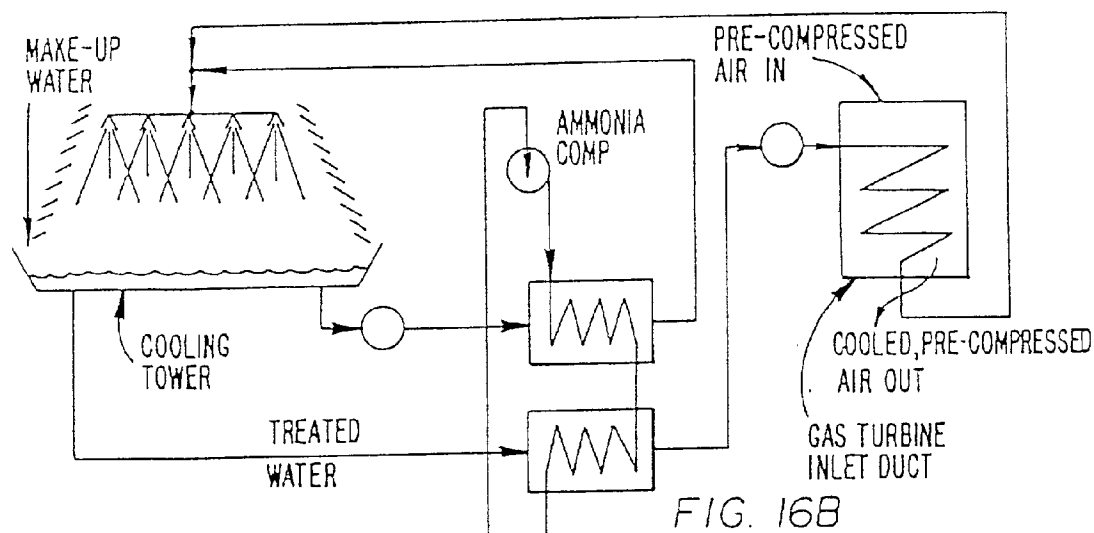 MAKE-UP
WATER
PRE-COMPRESSED
AIR IN
AMMONIA
COMP
COOLING
TOWER
COOLED, PRE-COMPRESSED
AIR OUT
TREATED
WATER
GAS TURBINE
INLET DUCT
FIG. 16B